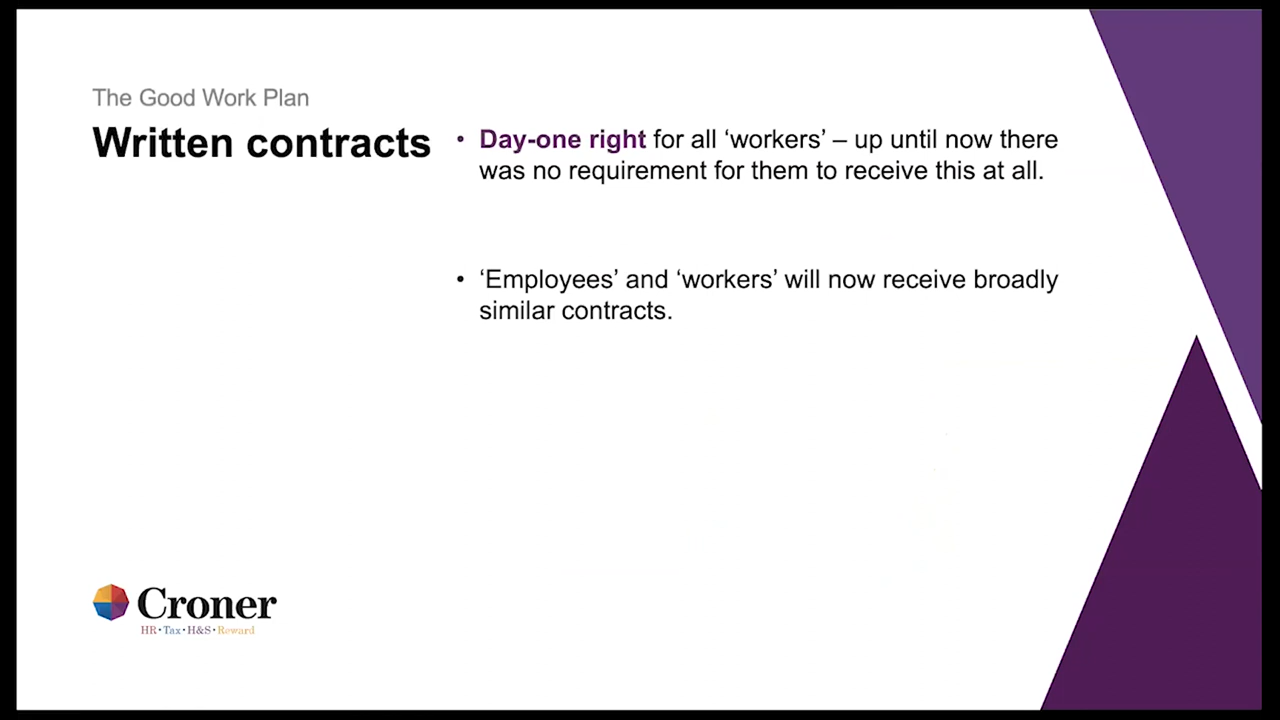 The Good Work Plan
Written contracts
• Day-one right for all ‘workers’ – up until now there
was no requirement for them to receive this at all.
• ‘Employees’ and ‘workers’ will now receive broadly
similar contracts.
Croner
HR•Tax•H&S•Reward